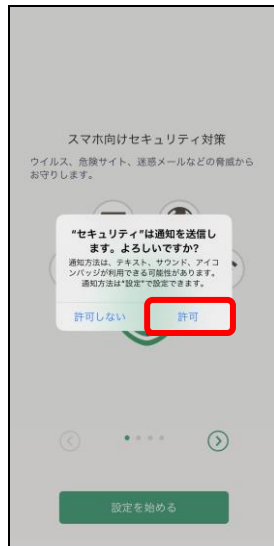 スマホ向けセキュリティ対策
ウイルス、危険サイト、迷惑メールなどの脅威から
お守りします。
"セキュリティ"は通知を送信し
ます。よろしいですか?
通知方法は、テキスト、サウンド、アイコ
ンバッジが利用できる可能性があります。
通知方法は"設定"で設定できます。
許可しない
許可
設定を始める